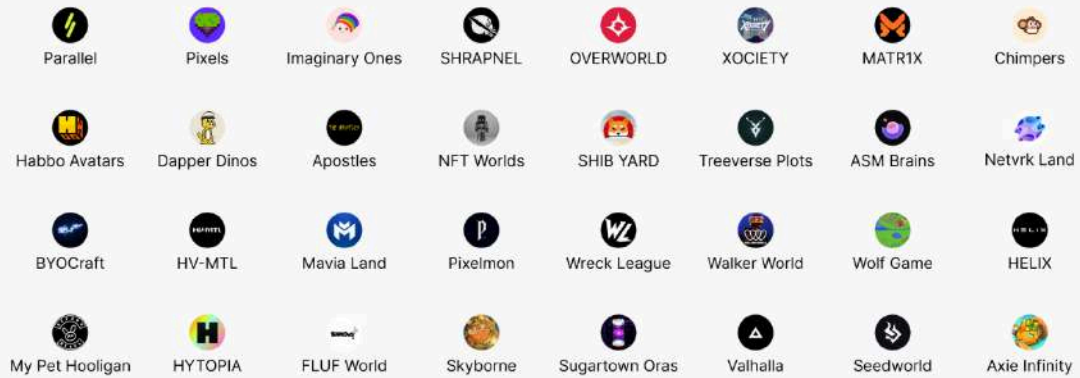 Parallel Pixels Imaginary Ones SHRAPNEL OVERWORLD XOCIETY MATR1X Chimpers
Habbo Avatars Dapper Dinos Apostles NFT Worlds SHIB YARD Treeverse Plots ASM Brains Netvrk Land
BYOCraft HV-MTL Mavia Land Pixelmon Wreck League Walker World Wolf Game HELIX
My Pet Hooligan HYTOPIA FLUF World Skyborne Sugartown Oras Valhalla Seedworld Axie Infinity